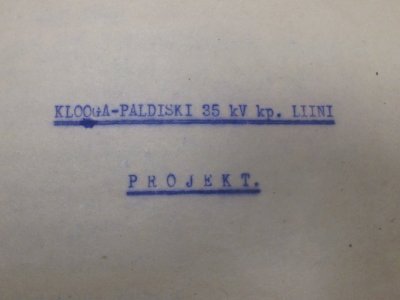 KLOOGA-PALDISKI 35 kV kp. LIINI
PROJEKT.